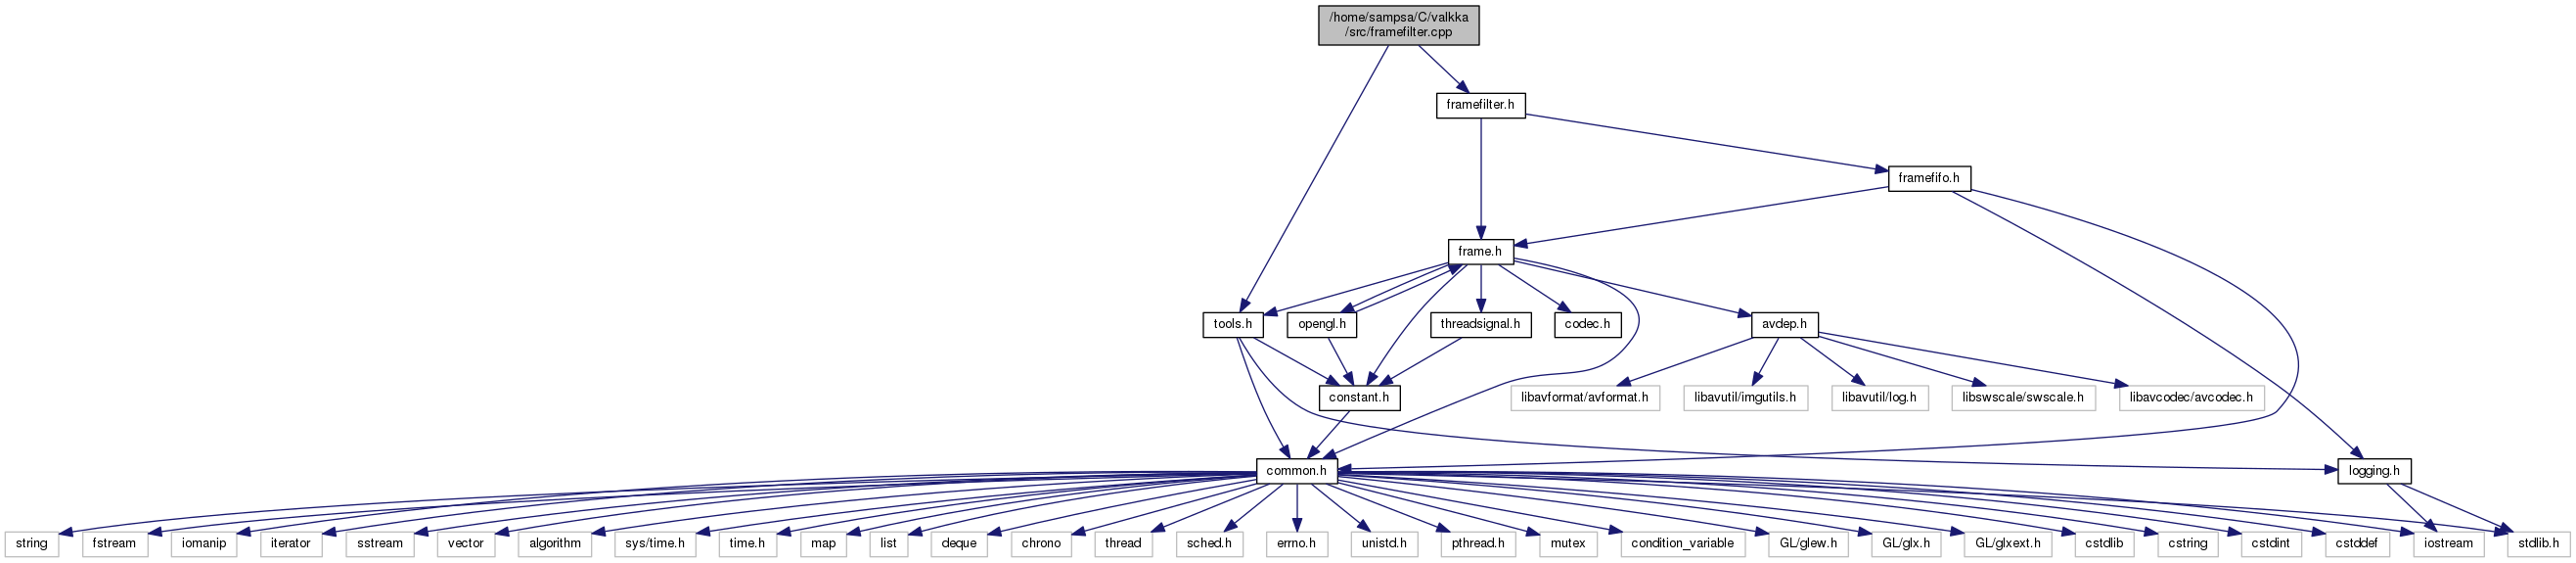 /home/sampsa/C/valkka
/src/framefilter.cpp
framefilter.h
framefifo.h
frame.h
tools.h
opengl.h
threadsignal.h
codec.h
avdep.h
constant.h
libavformat/avformat.h
libavutil/imgutils.h
libavutil/log.h
libswscale/swscale.h
libavcodec/avcodec.h
common.h
logging.h
string
fstream
iomanip
iterator
sstream
vector
algorithm
sys/time.h
time.h
map
list
deque
chrono
thread
sched.h
errno.h
unistd.h
pthread.h
mutex
condition_variable
GL/glew.h
GL/glx.h
GL/glxext.h
cstdlib
cstring
cstdint
cstddef
iostream
stdlib.h